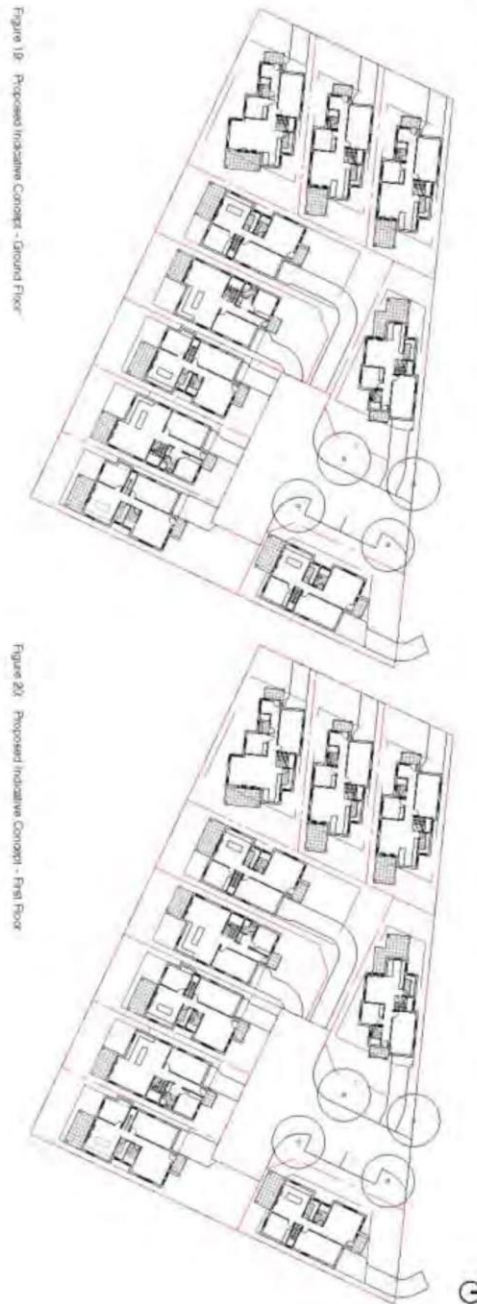 Figure 19: Proposed Indicative Concept - Ground Floor
Figure 20: Proposed Indicative Concept - First Floor